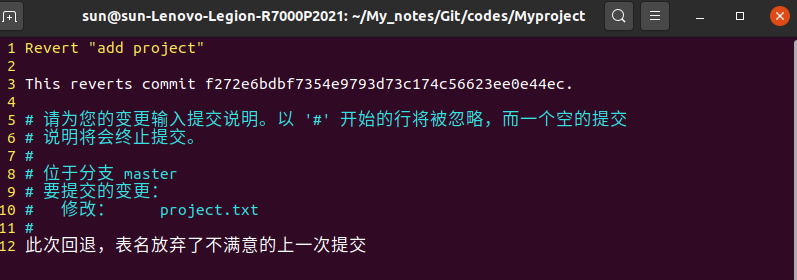 sun@sun-Lenovo-Legion-R7000P2021: ~/My_notes/Git/codes/Myproject
1 Revert "add project"
2
3 This reverts commit f272e6bdbf7354e9793d73c174c56623ee0e44ec.
4
5 # 请为您的变更输入提交说明。以 '#' 开始的行将被忽略，而一个空的提交
6 # 说明将会终止提交。
7 #
8 # 位于分支 master
9 # 要提交的变更：
10 #   修改：     project.txt
11 #
12 此次回退，表名放弃了不满意的上一次提交